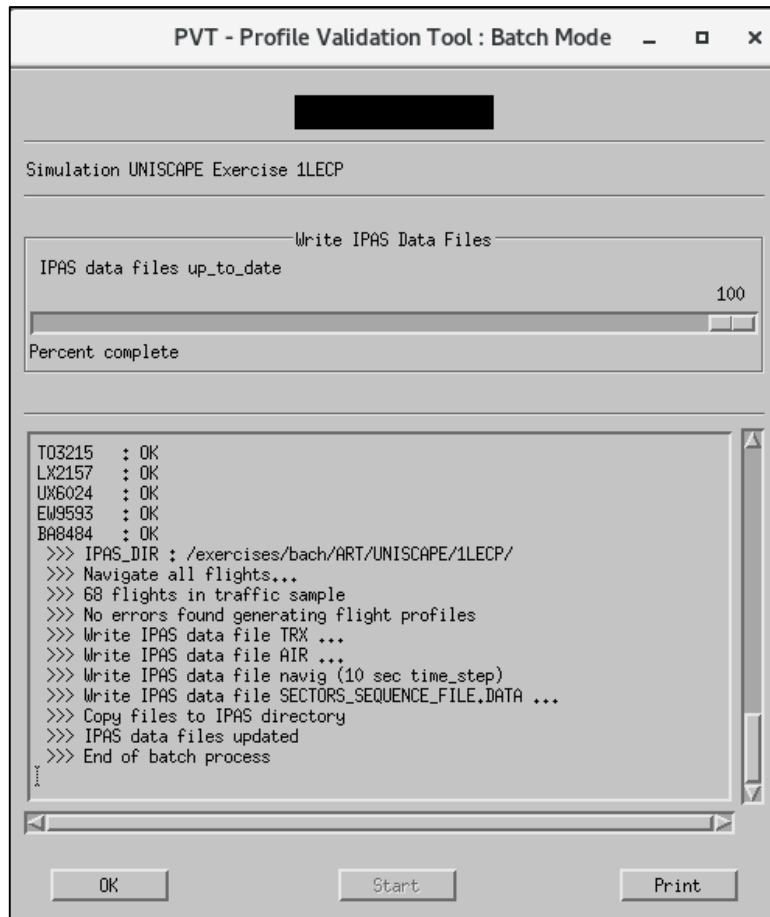 PVT - Profile Validation Tool : Batch Mode
Simulation UNISCAPE Exercise 1LECP
Write IPAS Data Files
IPAS data files up_to_date
100
Percent complete
TO3215 : OK
LX2157 : OK
UX6024 : OK
EW9593 : OK
BA8484 : OK
>>> IPAS_DIR : /exercises/bach/ART/UNISCAPE/1LECP/
>>> Navigate all flights...
>>> 68 flights in traffic sample
>>> No errors found generating flight profiles
>>> Write IPAS data file TRX ...
>>> Write IPAS data file AIR ...
>>> Write IPAS data file navig (10 sec time_step)
>>> Write IPAS data file SECTORS_SEQUENCE_FILE.DATA ...
>>> Copy files to IPAS directory
>>> IPAS data files updated
>>> End of batch process
OK Start Print